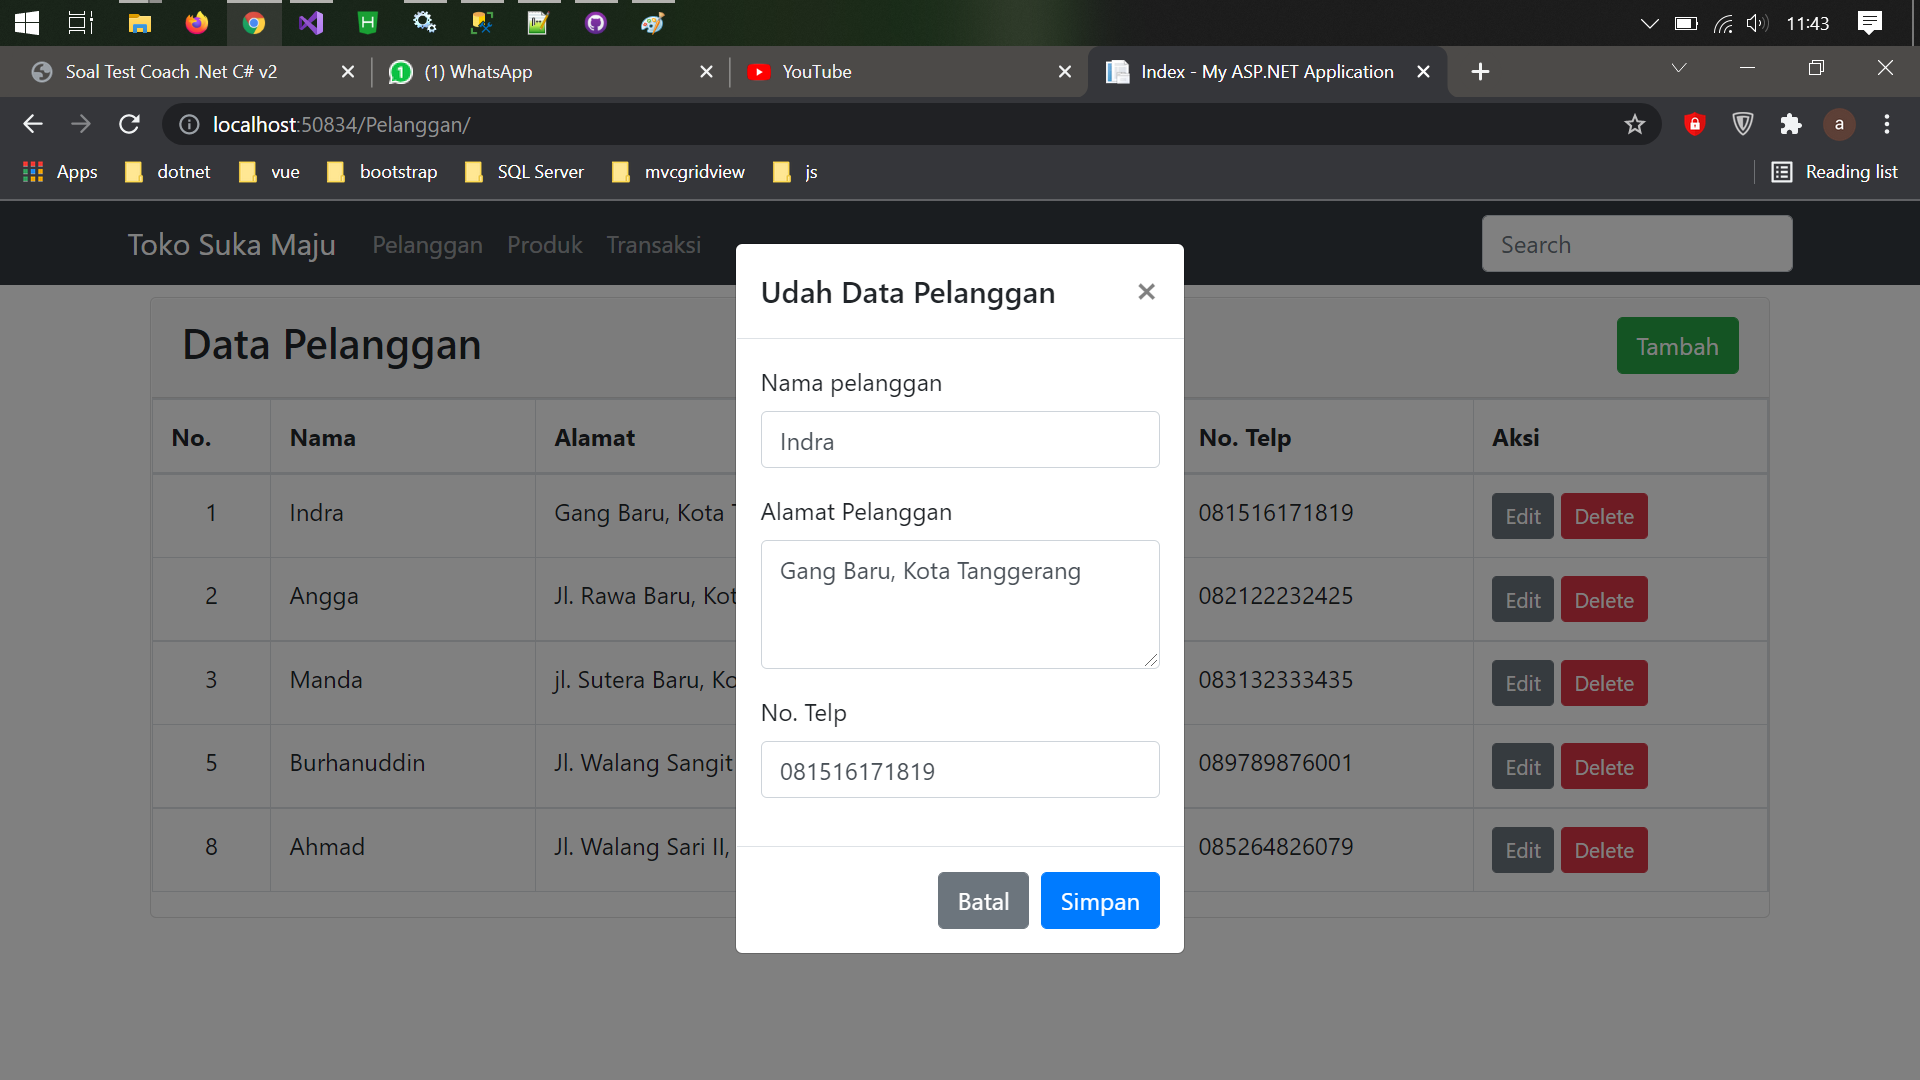 11:43
Soal Test Coach .Net C# v2
(1) WhatsApp
YouTube
Index - My ASP.NET Application
localhost:50834/Pelanggan/
a
Apps
dotnet
vue
bootstrap
SQL Server
mvcgridview
js
Reading list
Toko Suka Maju
Pelanggan
Produk
Transaksi
Search
Data Pelanggan
Tambah
No. Nama Alamat No. Telp Aksi
1 Indra Gang Baru, Kota 081516171819 Edit Delete
2 Angga Jl. Rawa Baru, 082122232425 Edit Delete
3 Manda jl. Sutera Baru, 083132333435 Edit Delete
5 Burhanuddin Jl. Walang Sangit 089789876001 Edit Delete
8 Ahmad Jl. Walang Sari II, 085264826079 Edit Delete
Udah Data Pelanggan
×
Nama pelanggan
Indra
Alamat Pelanggan
Gang Baru, Kota Tanggerang
No. Telp
081516171819
Batal
Simpan